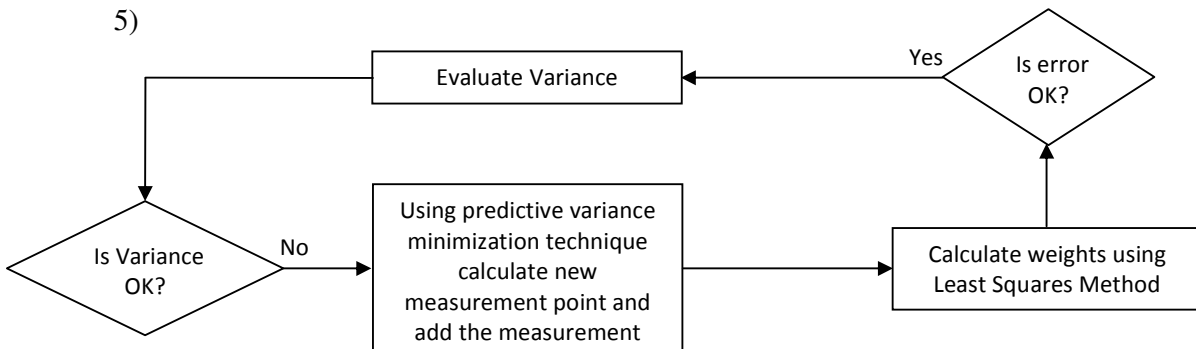 5)
Evaluate Variance
Yes
Is error
OK?
Is Variance
OK?
No
Using predictive variance
minimization technique
calculate new
measurement point and
add the measurement
Calculate weights using
Least Squares Method